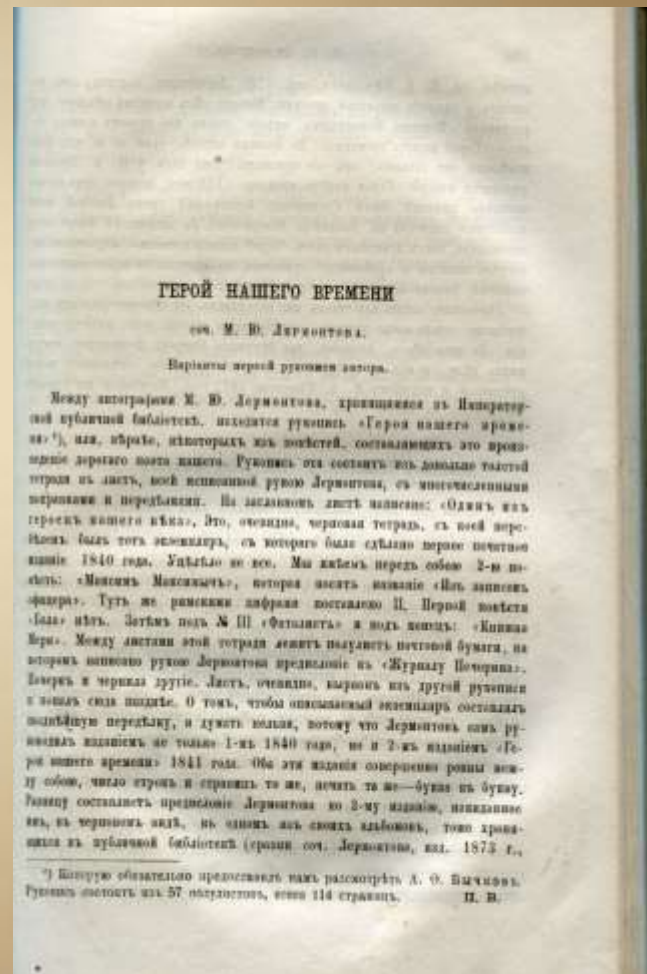 ГЕРОЙ НАШЕГО ВРЕМЕНИ
соч. М. Ю. Лермонтова.
Варіанты первой рукописи автора.
Между автографами М. Ю. Лермонтова, хранящимися въ Император-
ской публичной библіотекѣ, находится рукопись «Героя нашего време-
ни» ¹), или, вѣрнѣе, нѣкоторыхъ изъ повѣстей, составляющихъ это произ-
веденіе дорогаго поэта нашего. Рукопись эта состоитъ изъ довольно толстой
тетради въ листъ, всей исписанной рукою Лермонтова, съ многочисленными
поправками и передѣлками. На заглавномъ листѣ написано: «Одинъ изъ
героевъ нашего вѣка». Это, очевидно, черновая тетрадь, съ коей пере-
бѣленъ былъ тотъ экземпляръ, съ котораго было сдѣлано первое печатное
изданіе 1840 года. Уцѣлѣло не все. Мы имѣемъ передъ собою 2-ю по-
вѣсть: «Максимъ Максимычъ», которая носитъ названіе «Изъ записокъ
офицера». Тутъ же римскими цифрами поставлено II. Первой повѣсти
«Бэла» нѣтъ. Затѣмъ подъ № III «Фаталистъ» и подъ конецъ: «Княжна
Мери». Между листами этой тетради лежитъ полулистъ почтовой бумаги, на
которомъ написано рукою Лермонтова предисловіе къ «Журналу Печорина».
Почеркъ и чернила другіе. Листъ, очевидно, вырванъ изъ другой рукописи
и попалъ сюда позднѣе. О томъ, чтобы описываемый экземпляръ составлялъ
позднѣйшую передѣлку, и думать нельзя, потому что Лермонтовъ самъ ру-
ководилъ изданіемъ не только 1-мъ 1840 года, но и 2-мъ изданіемъ «Ге-
роя нашего времени» 1841 года. Оба эти изданія совершенно ровны меж-
ду собою, число строкъ и страницъ то же, печать та же—буква въ букву.
Разницу составляетъ предисловіе Лермонтова ко 2-му изданію, накиданное
имъ, въ черновомъ видѣ, въ одномъ изъ своихъ альбомовъ, тоже храня-
щихся въ публичной библіотекѣ (сравни соч. Лермонтова, изд. 1873 г.,
¹) Которую обязательно предоставилъ намъ разсмотрѣть А. Ѳ. Бычковъ.
Рукопись состоитъ изъ 57 полулистовъ, всего 114 страницъ. П. В.